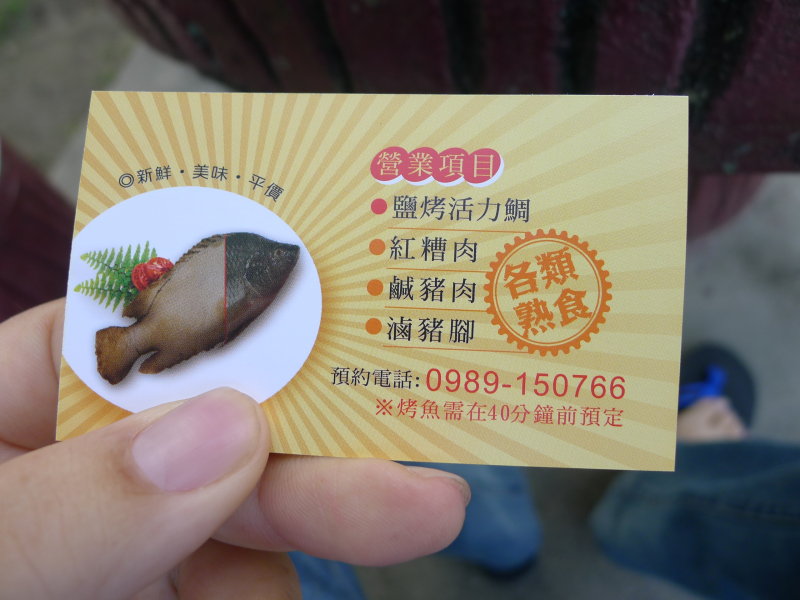 ◎新鮮・美味・平價
營業項目
鹽烤活力鯛
紅糟肉
鹹豬肉
滷豬腳
各類
熟食
預約電話:0989-150766
※烤魚需在40分鐘前預定